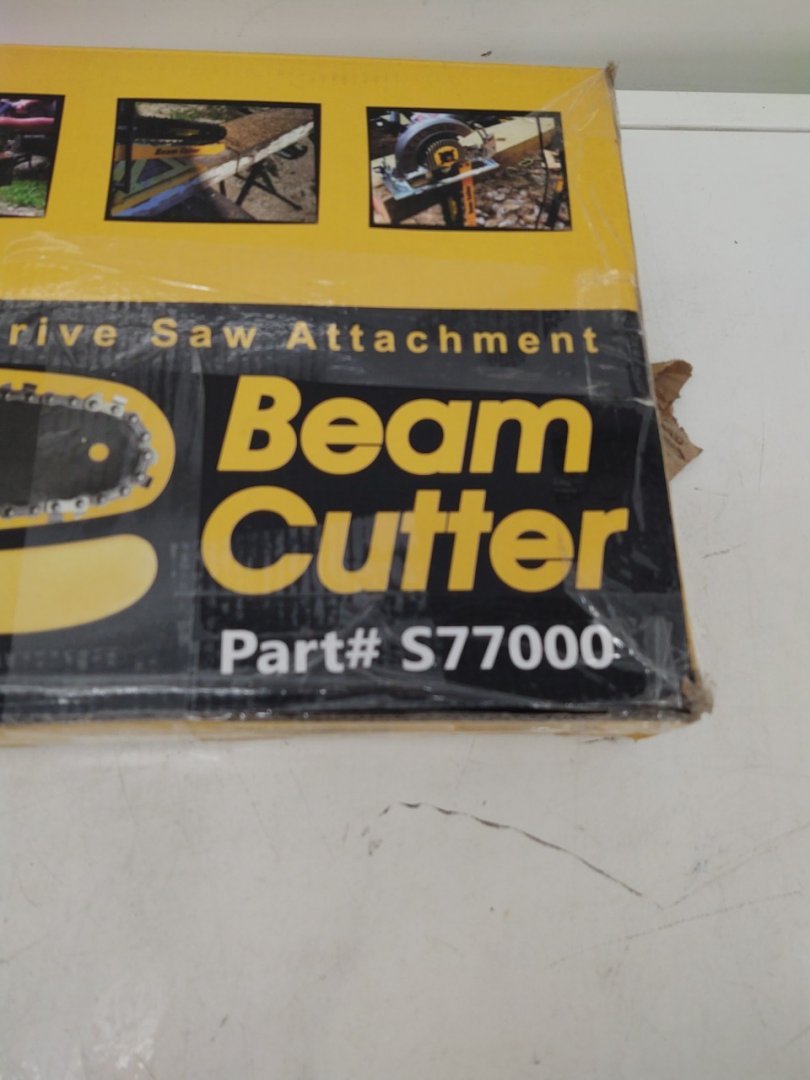 rive Saw Attachment
Beam
Cutter
Part# S77000